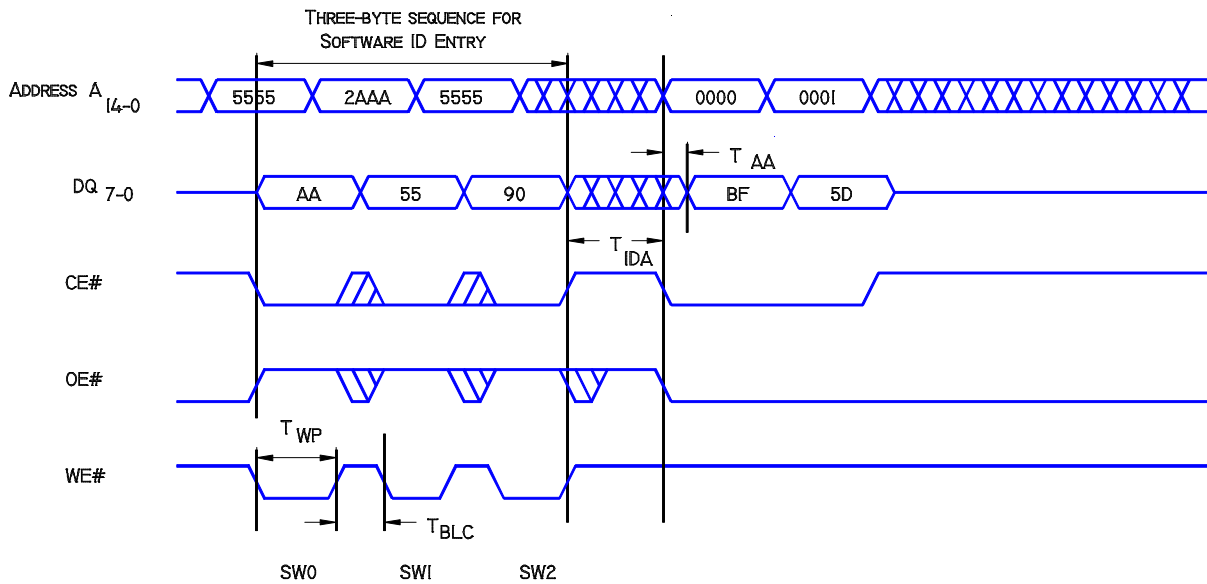 THREE-BYTE SEQUENCE FOR
SOFTWARE ID ENTRY
ADDRESS A 14-0
5555 2AAA 5555 0000 0001
T AA
DQ 7-0
AA 55 90 BF 5D
T IDA
CE#
OE#
T WP
WE#
T BLC
SW0 SW1 SW2